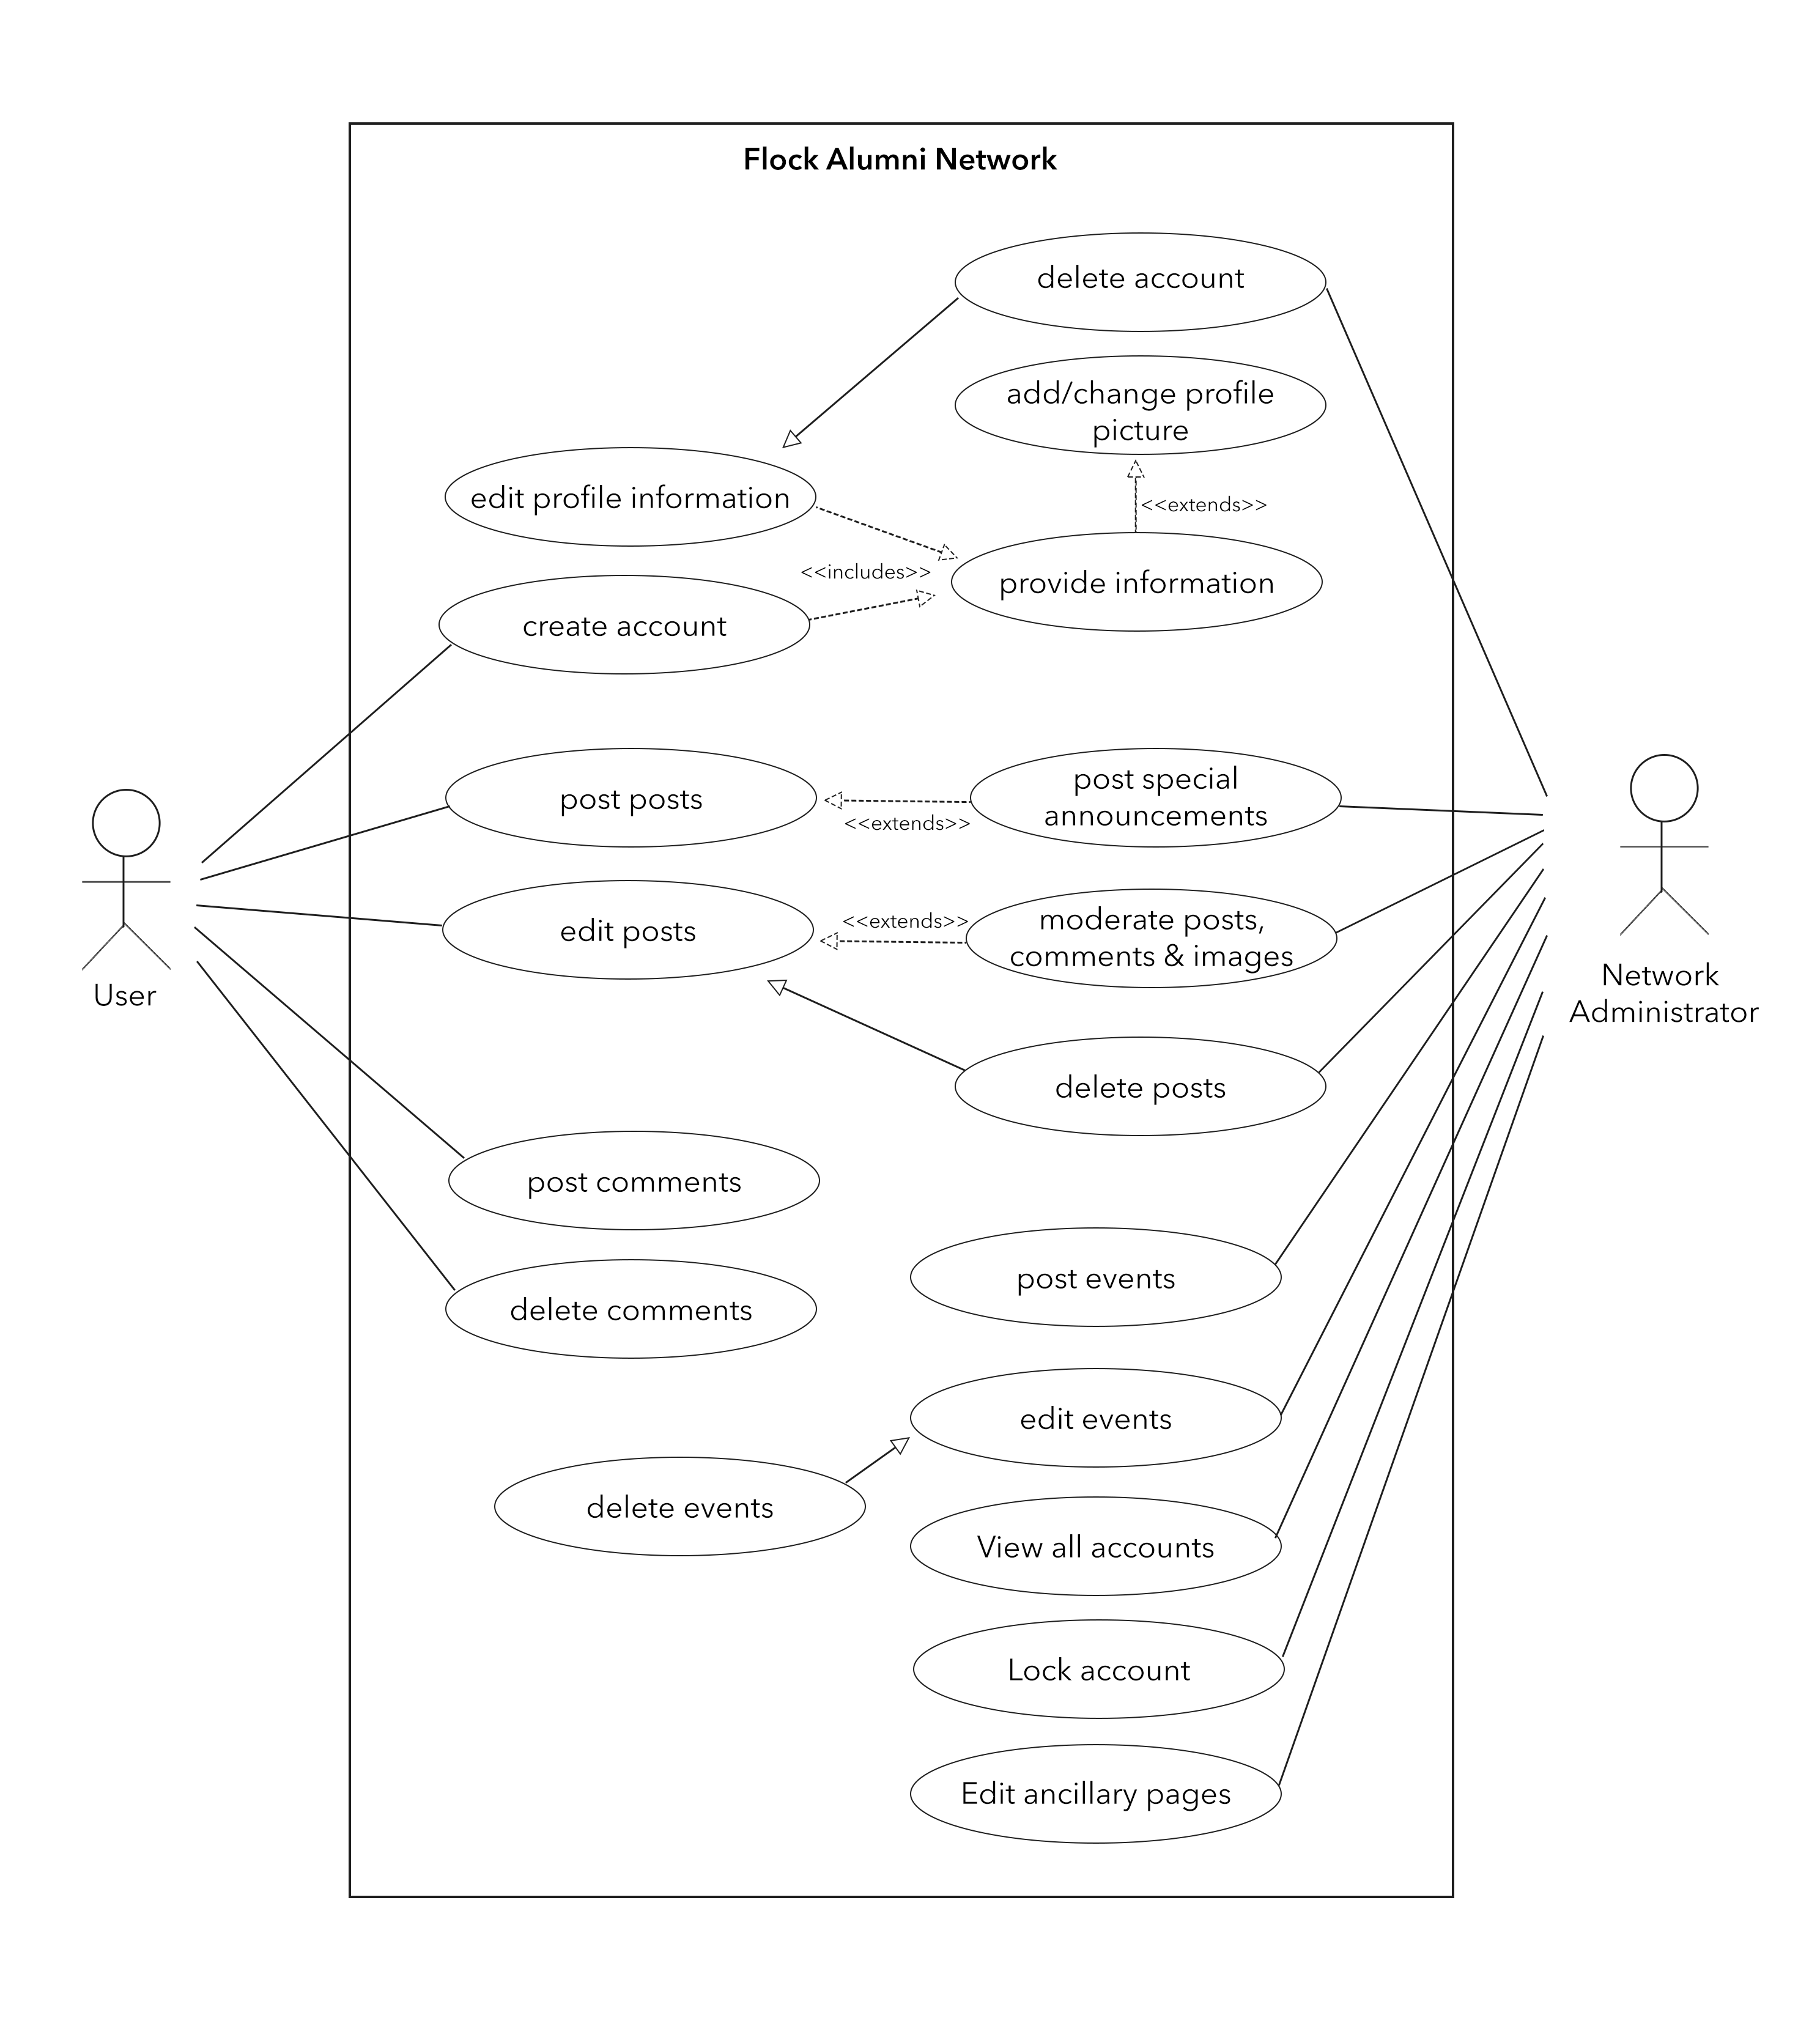 Flock Alumni Network
delete account
add/change profile
picture
edit profile information
<<extends>>
<<includes>>
provide information
create account
post posts
post special
announcements
<<extends>>
edit posts
<<extends>>
moderate posts,
comments & images
User
Network
Administrator
delete posts
post comments
post events
delete comments
edit events
delete events
View all accounts
Lock account
Edit ancillary pages